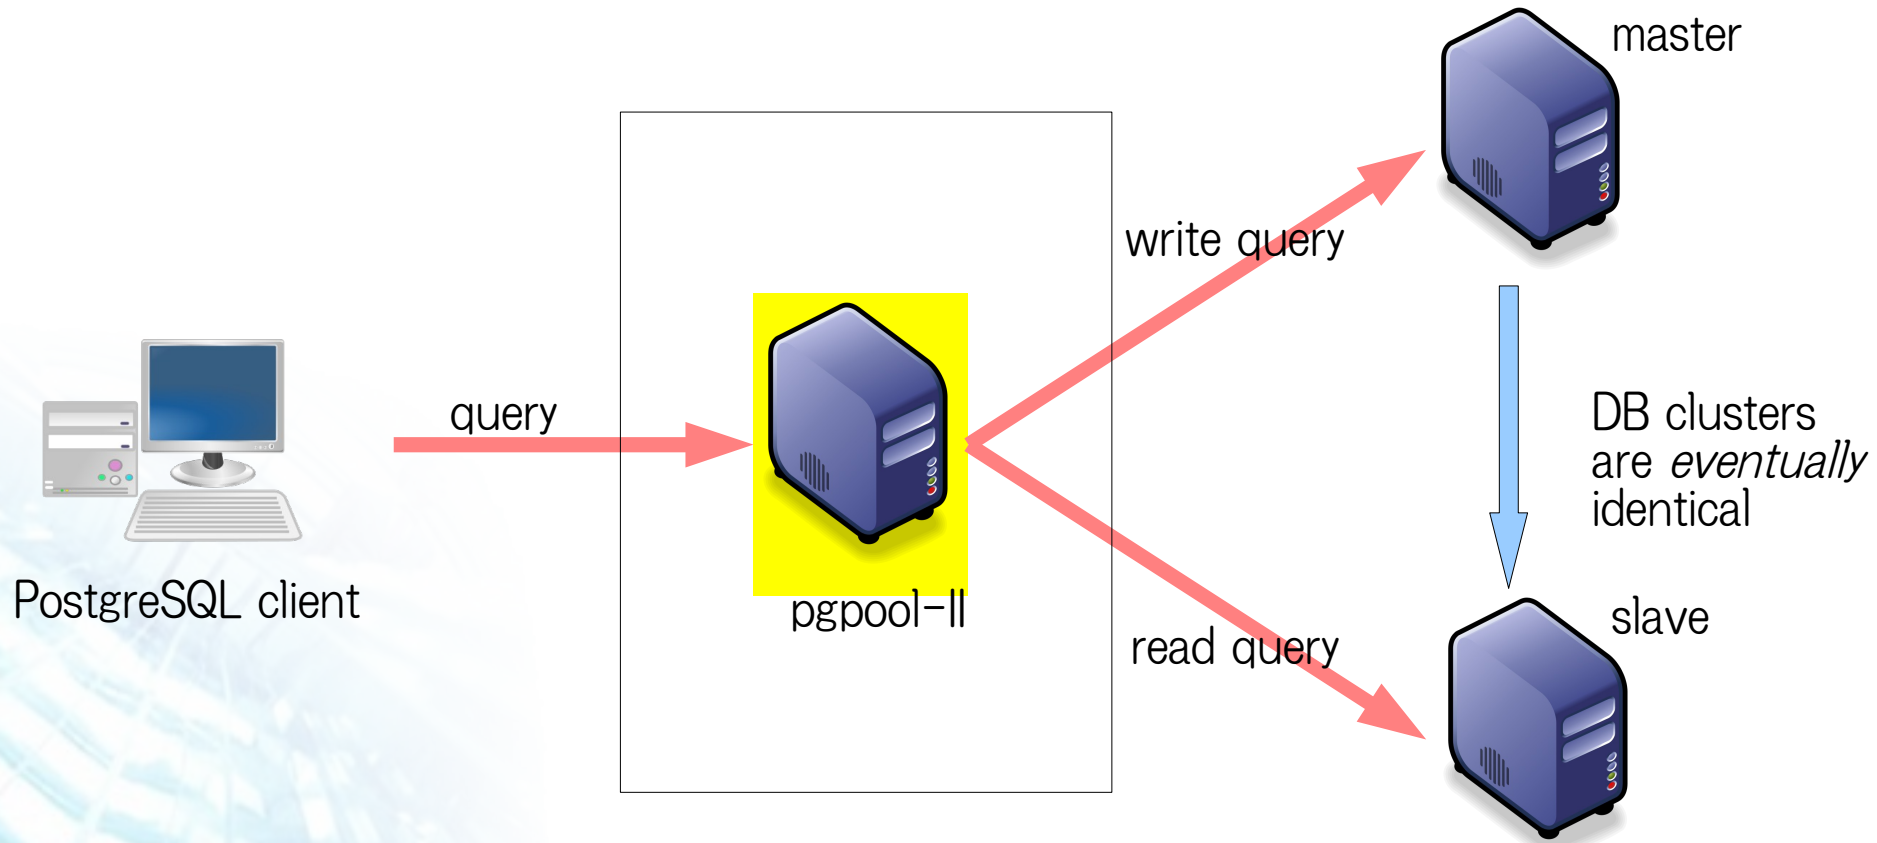 master
write query
query
DB clusters
are eventually
identical
PostgreSQL client
pgpool-II
slave
read query